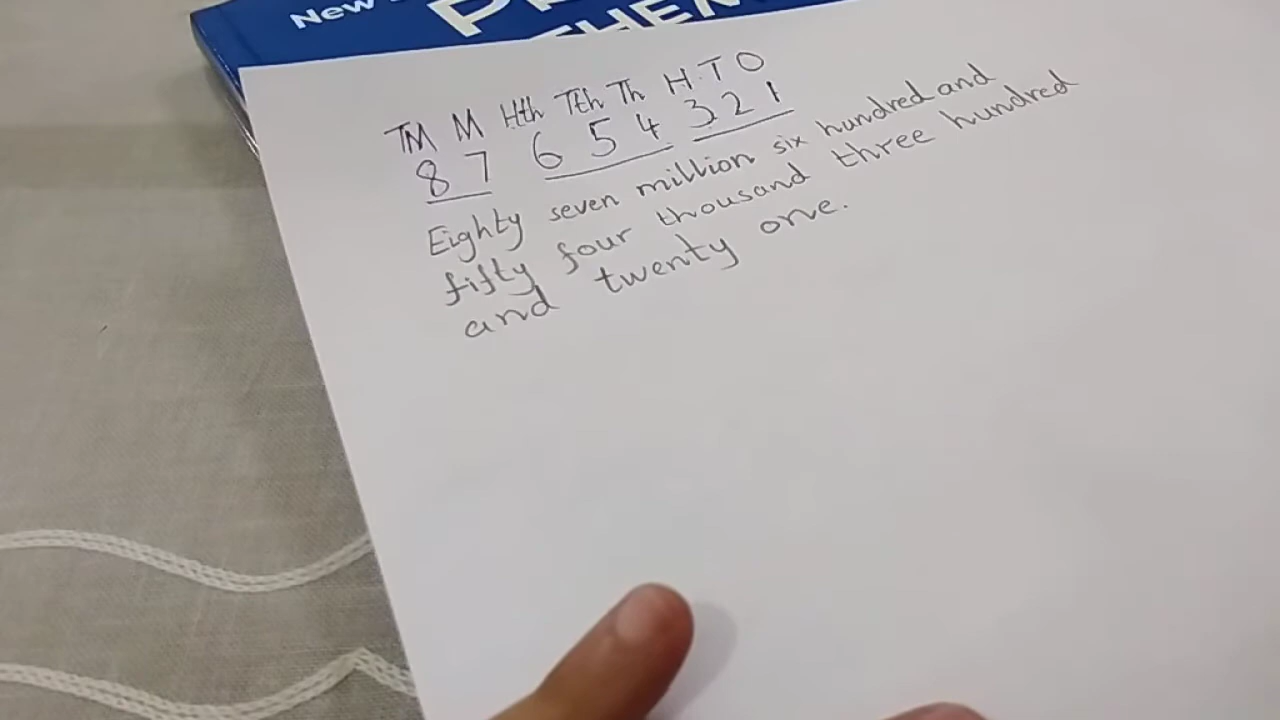 New
TM M Hth Tth Th H T O
8 7 6 5 4 3 2 1
Eighty seven million six hundred and
fifty four thousand three hundred
and twenty one.